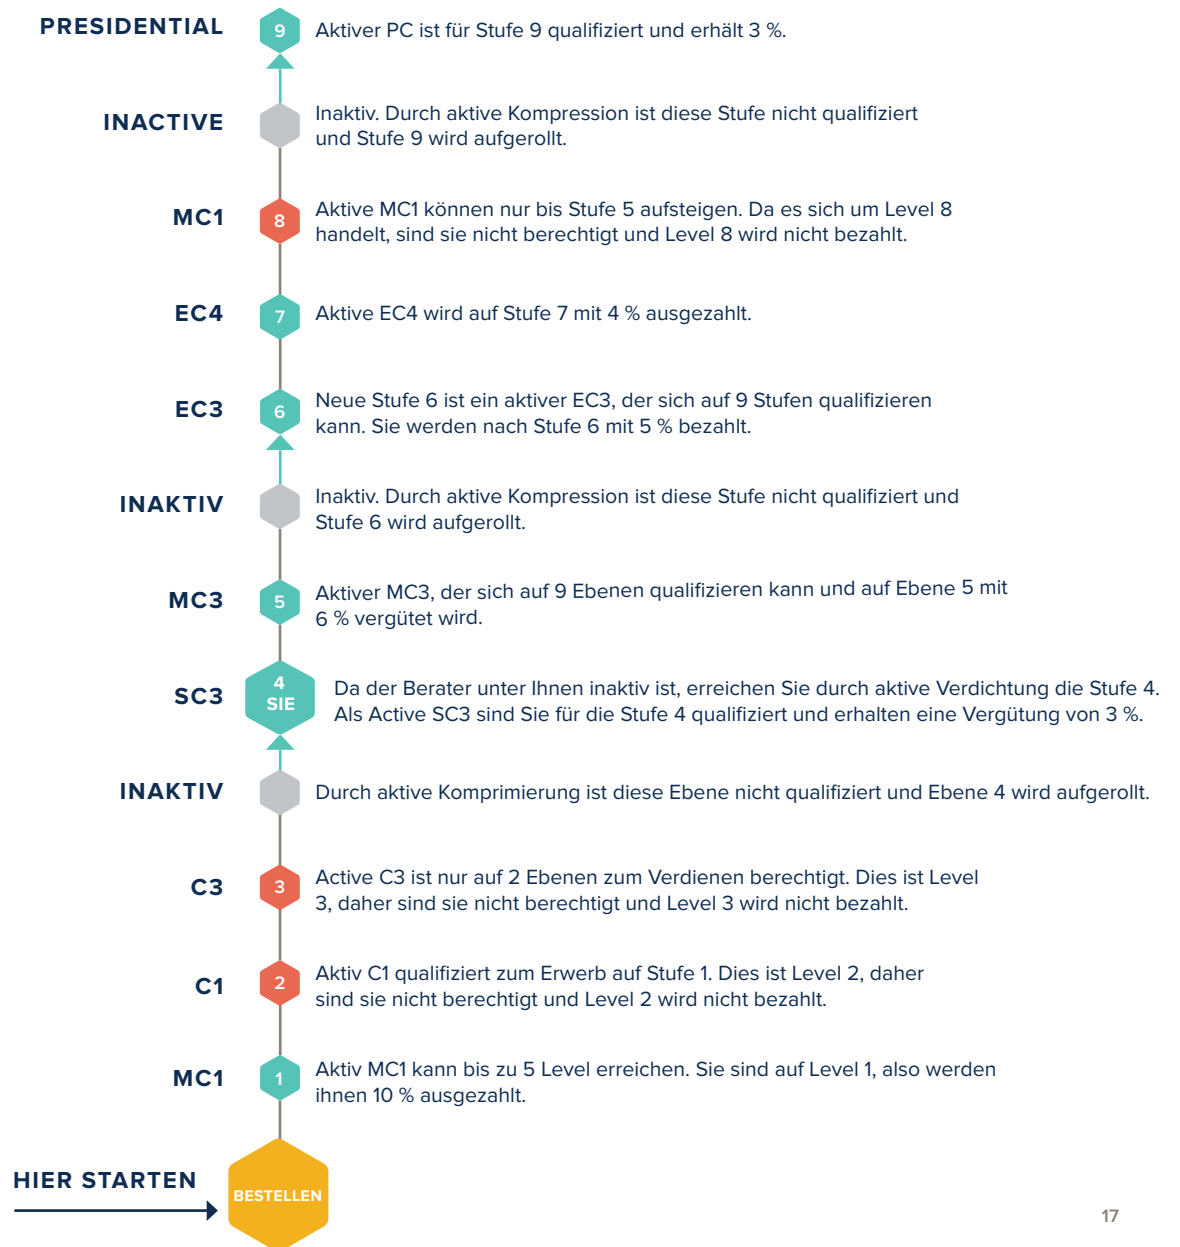 PRESIDENTIAL
9
Aktiver PC ist für Stufe 9 qualifiziert und erhält 3 %.
INACTIVE
Inaktiv. Durch aktive Kompression ist diese Stufe nicht qualifiziert
und Stufe 9 wird aufgerollt.
MC1
8
Aktive MC1 können nur bis Stufe 5 aufsteigen. Da es sich um Level 8
handelt, sind sie nicht berechtigt und Level 8 wird nicht bezahlt.
EC4
7
Aktive EC4 wird auf Stufe 7 mit 4 % ausgezahlt.
EC3
6
Neue Stufe 6 ist ein aktiver EC3, der sich auf 9 Stufen qualifizieren
kann. Sie werden nach Stufe 6 mit 5 % bezahlt.
INAKTIV
Inaktiv. Durch aktive Kompression ist diese Stufe nicht qualifiziert und
Stufe 6 wird aufgerollt.
MC3
5
Aktiver MC3, der sich auf 9 Ebenen qualifizieren kann und auf Ebene 5 mit
6 % vergütet wird.
SC3
4
SIE
Da der Berater unter Ihnen inaktiv ist, erreichen Sie durch aktive Verdichtung die Stufe 4.
Als Active SC3 sind Sie für die Stufe 4 qualifiziert und erhalten eine Vergütung von 3 %.
INAKTIV
Durch aktive Komprimierung ist diese Ebene nicht qualifiziert und Ebene 4 wird aufgerollt.
C3
3
Active C3 ist nur auf 2 Ebenen zum Verdienen berechtigt. Dies ist Level
3, daher sind sie nicht berechtigt und Level 3 wird nicht bezahlt.
C1
2
Aktiv C1 qualifiziert zum Erwerb auf Stufe 1. Dies ist Level 2, daher
sind sie nicht berechtigt und Level 2 wird nicht bezahlt.
MC1
1
Aktiv MC1 kann bis zu 5 Level erreichen. Sie sind auf Level 1, also werden
ihnen 10 % ausgezahlt.
HIER STARTEN
BESTELLEN
17